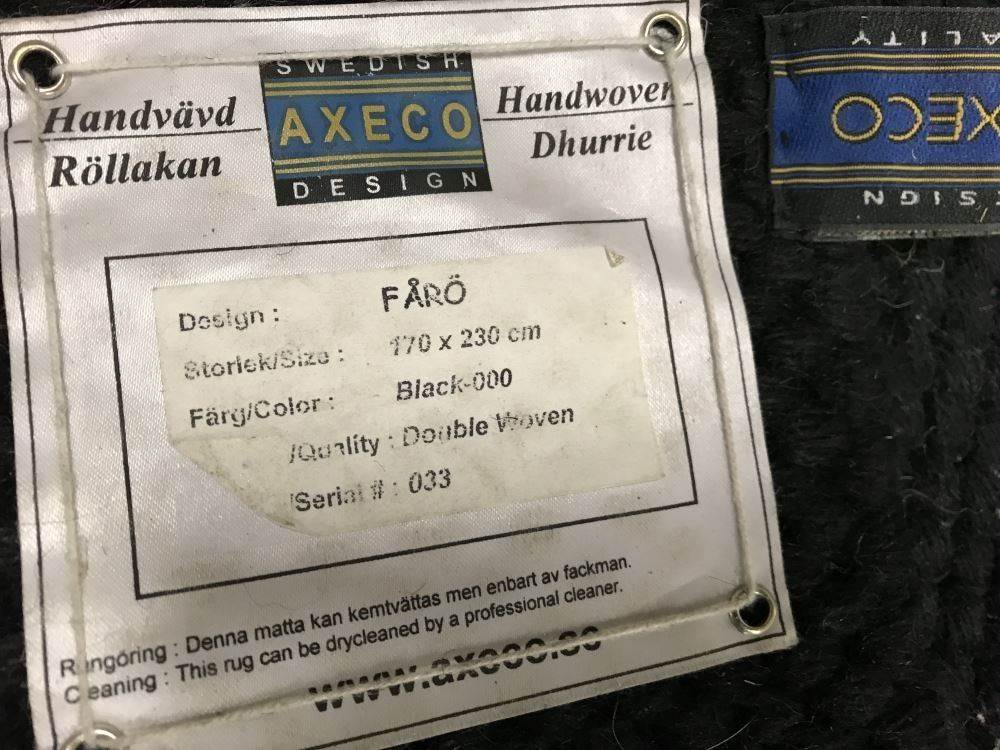 SWEDISH
AXECO
DESIGN
Handvävd
Röllakan
Handwoven
Dhurrie
Design : FÅRÖ
Storlek/Size : 170 x 230 cm
Färg/Color : Black-000
/Quality : Double Woven
/Serial # : 033
Rengöring : Denna matta kan kemtvättas men enbart av fackman.
Cleaning : This rug can be drycleaned by a professional cleaner.
www.axeco.se
ALITY
AXECO
ESIGN